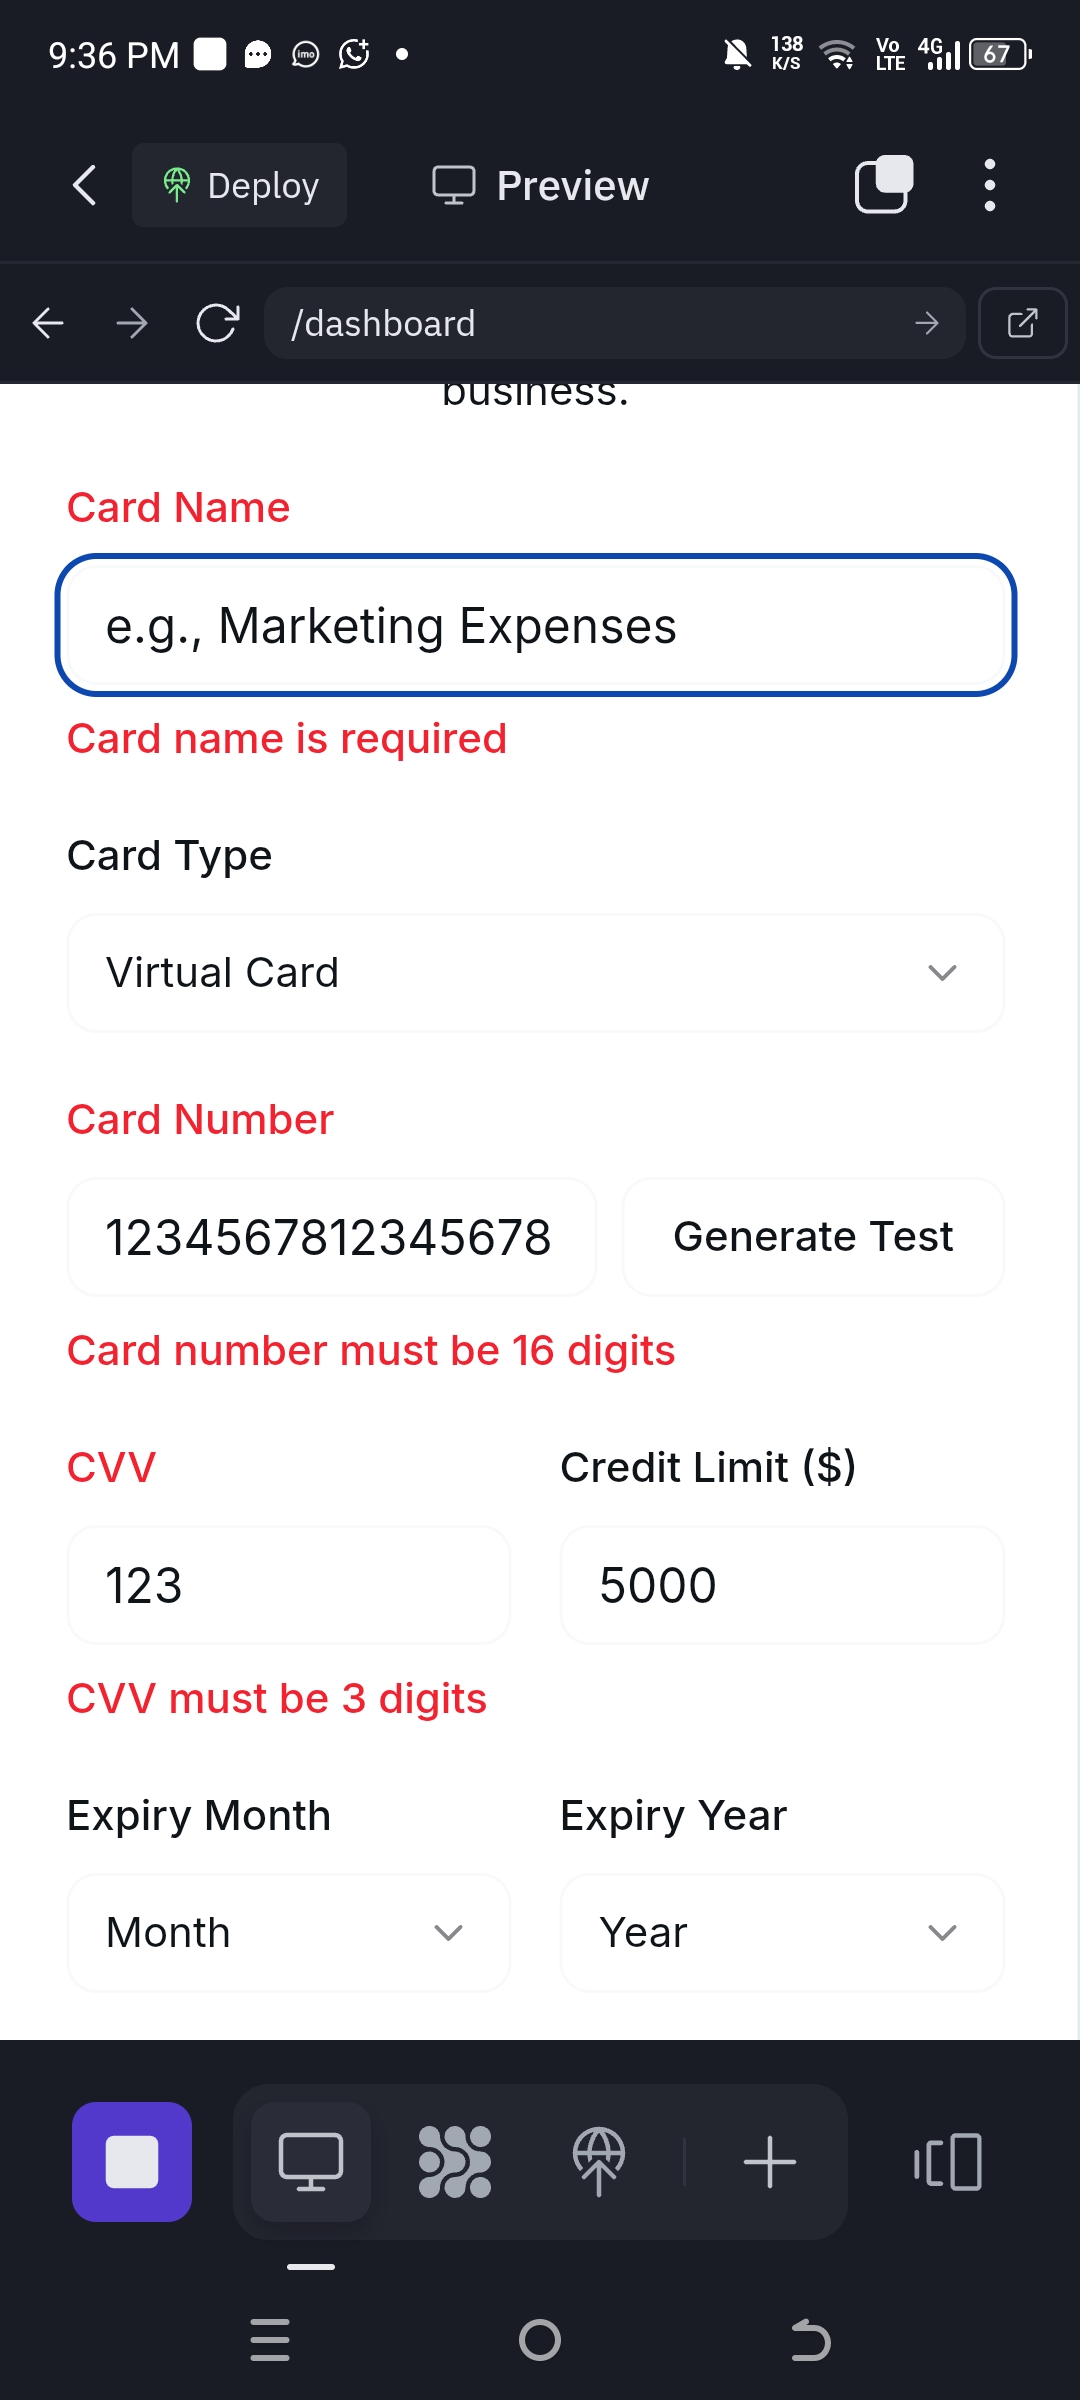 9:36 PM
imo
138 K/S
Vo LTE
4G
67
Deploy
Preview
/dashboard
business.
Card Name
e.g., Marketing Expenses
Card name is required
Card Type
Virtual Card
Card Number
1234567812345678
Generate Test
Card number must be 16 digits
CVV
Credit Limit ($)
123
5000
CVV must be 3 digits
Expiry Month
Expiry Year
Month
Year